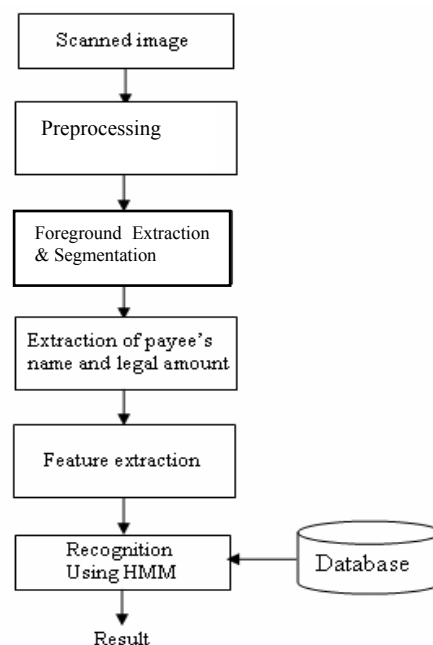 Scanned image
Preprocessing
Foreground Extraction
& Segmentation
Extraction of payee’s
name and legal amount
Feature extraction
Recognition
Using HMM
Database
Result